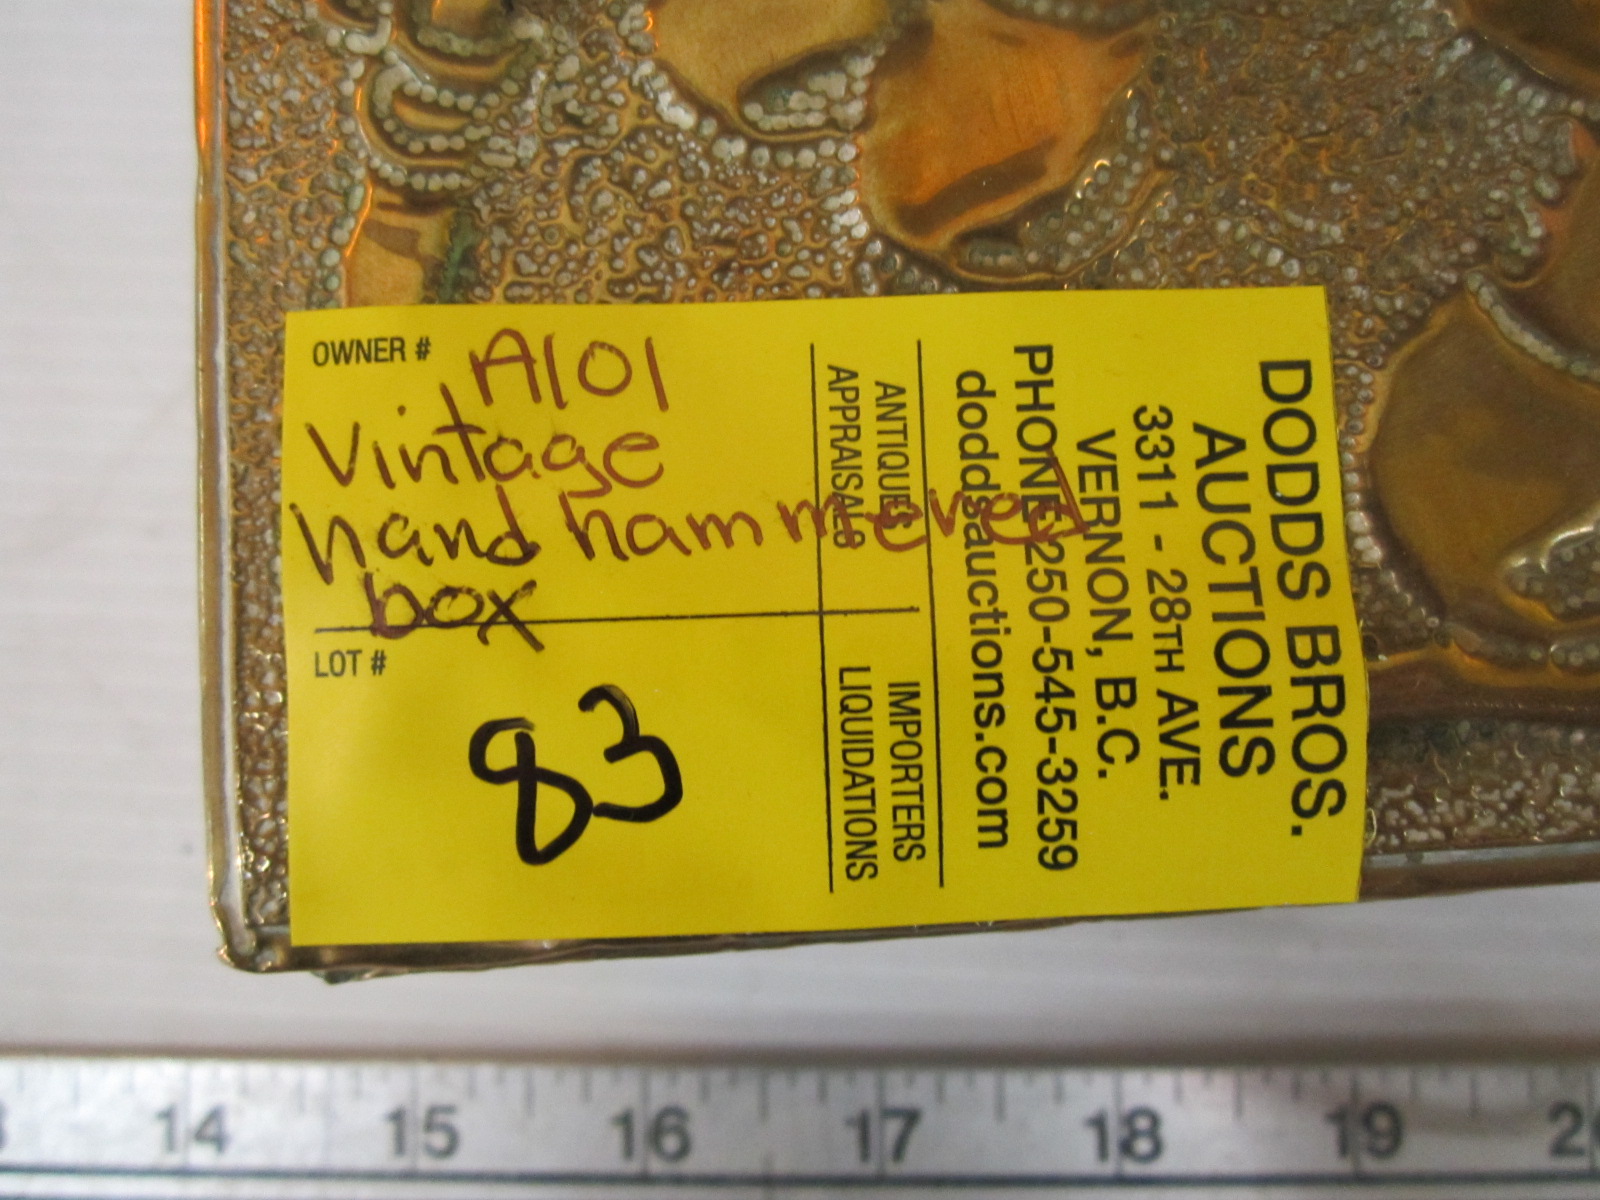 OWNER # A101
Vintage
hand hammered
box
LOT #
83
DODDS BROS.
AUCTIONS
3311 - 28TH AVE.
VERNON, B.C.
PHONE 250-545-3259
doddsauctions.com
ANTIQUES IMPORTERS
APPRAISALS LIQUIDATIONS
14 15 16 17 18 19